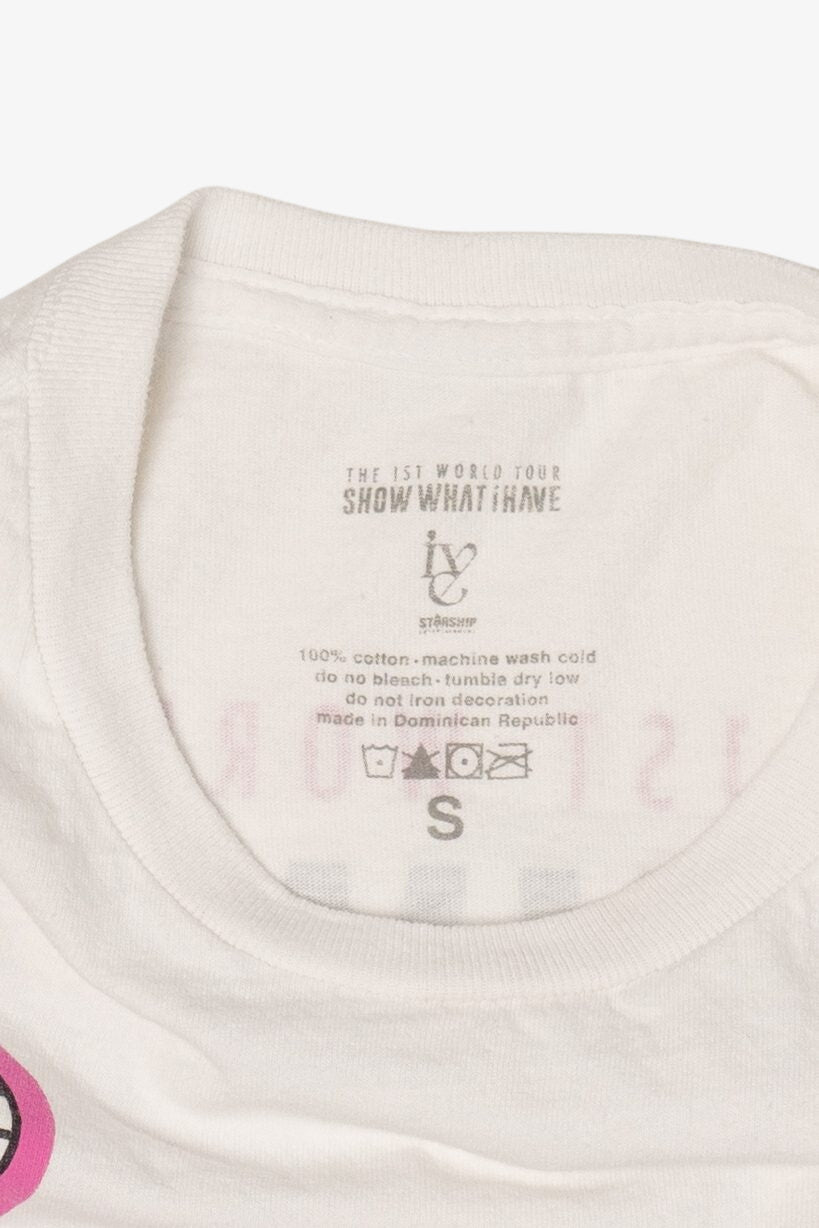 THE 1ST WORLD TOUR
SHOW WHAT i HAVE
ive
STARSHIP
100% cotton • machine wash cold
do no bleach • tumble dry low
do not iron decoration
made in Dominican Republic
S